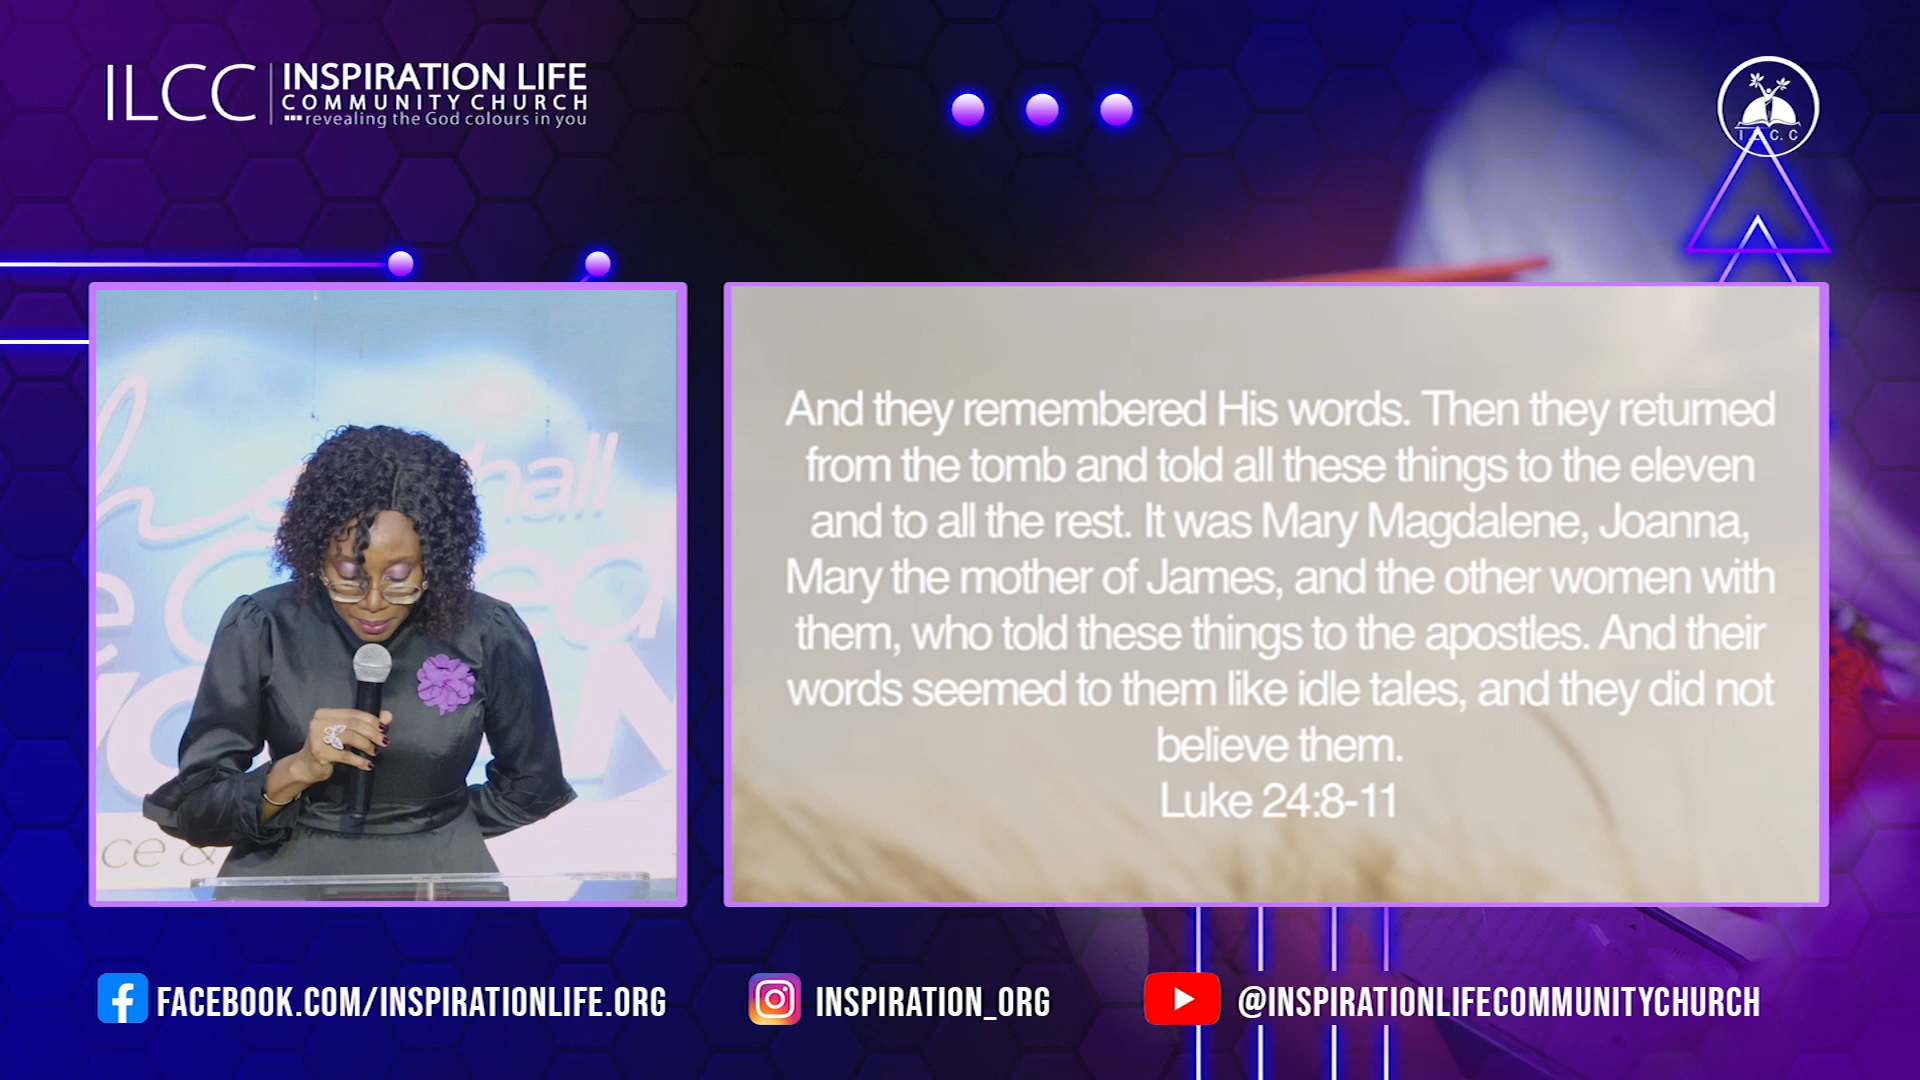 ILCC
INSPIRATION LIFE
COMMUNITY CHURCH
...revealing the God colours in you
I L C. C
hall
ce &
And they remembered His words. Then they returned
from the tomb and told all these things to the eleven
and to all the rest. It was Mary Magdalene, Joanna,
Mary the mother of James, and the other women with
them, who told these things to the apostles. And their
words seemed to them like idle tales, and they did not
believe them.
Luke 24:8-11
FACEBOOK.COM/INSPIRATIONLIFE.ORG
INSPIRATION_ORG
@INSPIRATIONLIFECOMMUNITYCHURCH